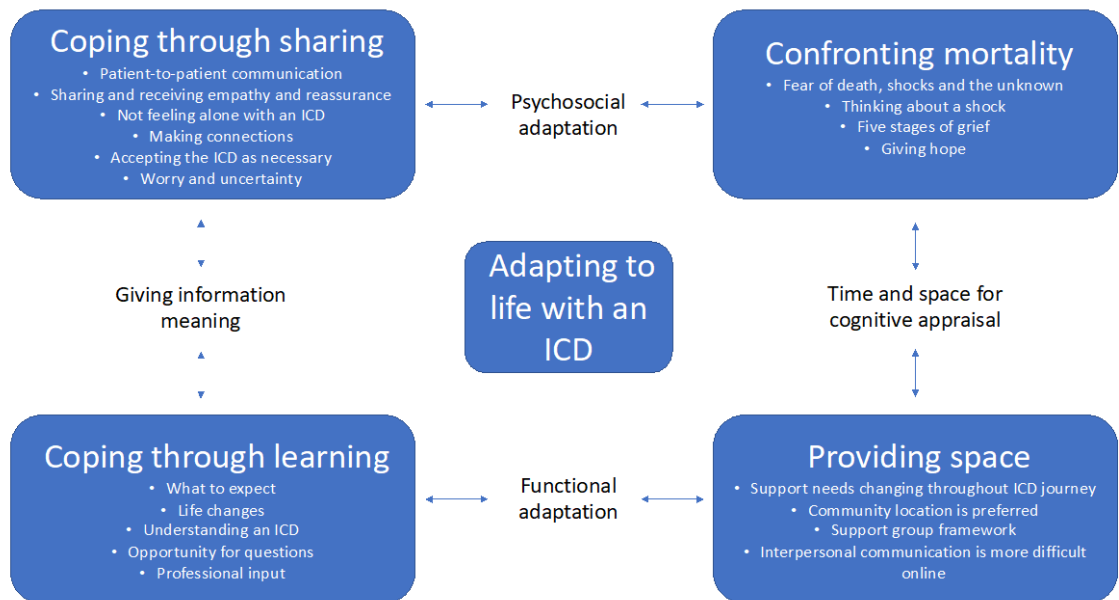 Coping through sharing
• Patient-to-patient communication
• Sharing and receiving empathy and reassurance
• Not feeling alone with an ICD
• Making connections
• Accepting the ICD as necessary
• Worry and uncertainty
Psychosocial
adaptation
Confronting mortality
• Fear of death, shocks and the unknown
• Thinking about a shock
• Five stages of grief
• Giving hope
Giving information
meaning
Adapting to
life with an
ICD
Time and space for
cognitive appraisal
Coping through learning
• What to expect
• Life changes
• Understanding an ICD
• Opportunity for questions
• Professional input
Functional
adaptation
Providing space
• Support needs changing throughout ICD journey
• Community location is preferred
• Support group framework
• Interpersonal communication is more difficult
online